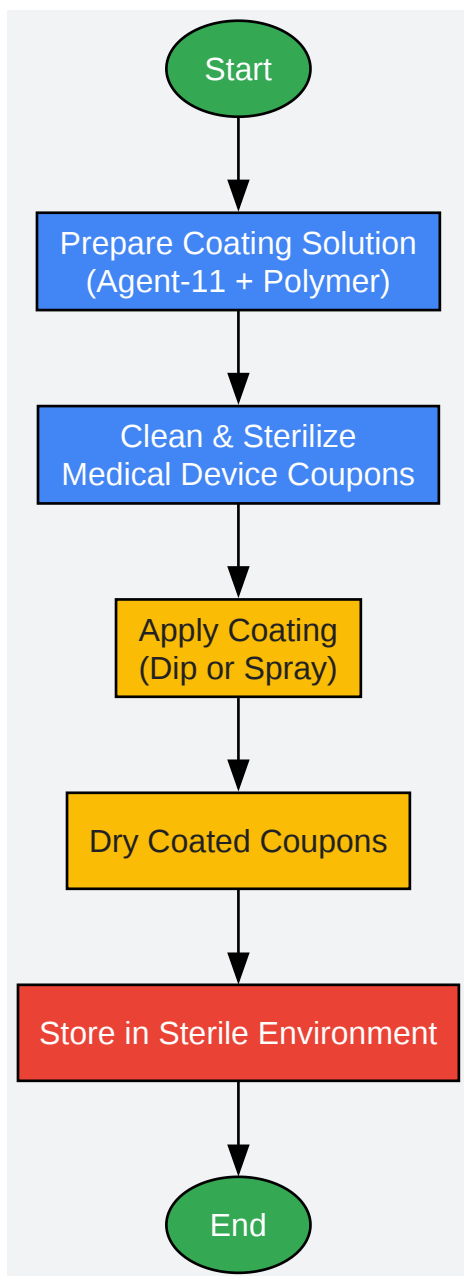 Start
Prepare Coating Solution
(Agent-11 + Polymer)
Clean & Sterilize
Medical Device Coupons
Apply Coating
(Dip or Spray)
Dry Coated Coupons
Store in Sterile Environment
End